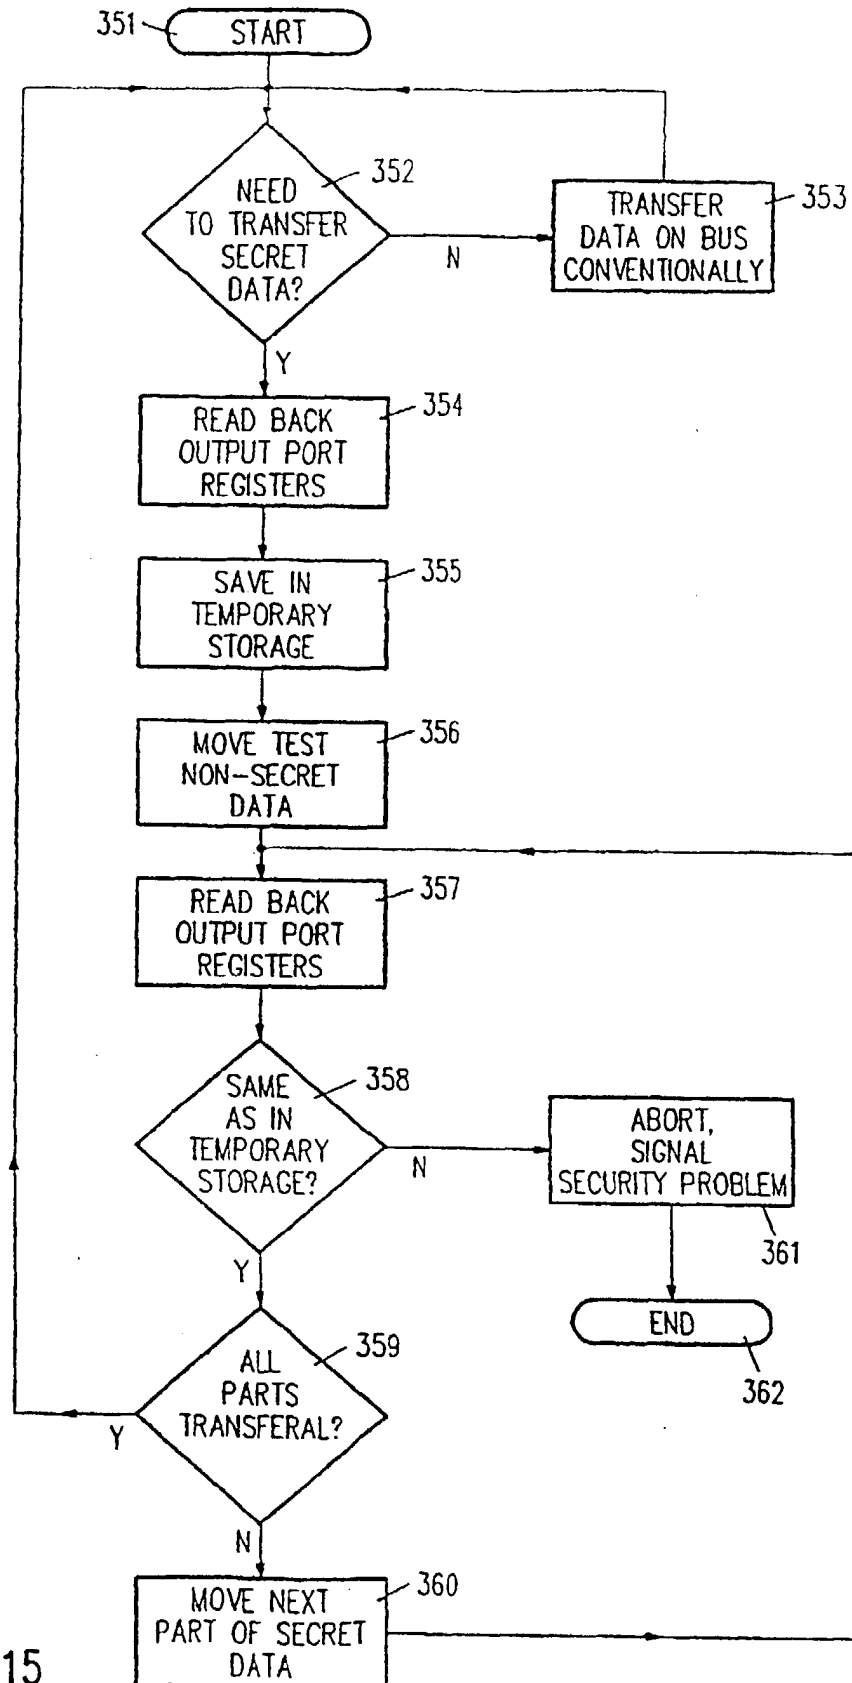 351
START
352
NEED
TO TRANSFER
SECRET
DATA?
N
Y
353
TRANSFER
DATA ON BUS
CONVENTIONALLY
354
READ BACK
OUTPUT PORT
REGISTERS
355
SAVE IN
TEMPORARY
STORAGE
356
MOVE TEST
NON-SECRET
DATA
357
READ BACK
OUTPUT PORT
REGISTERS
358
SAME
AS IN
TEMPORARY
STORAGE?
N
Y
ABORT,
SIGNAL
SECURITY PROBLEM
361
END
362
359
ALL
PARTS
TRANSFERAL?
Y
N
360
MOVE NEXT
PART OF SECRET
DATA
15